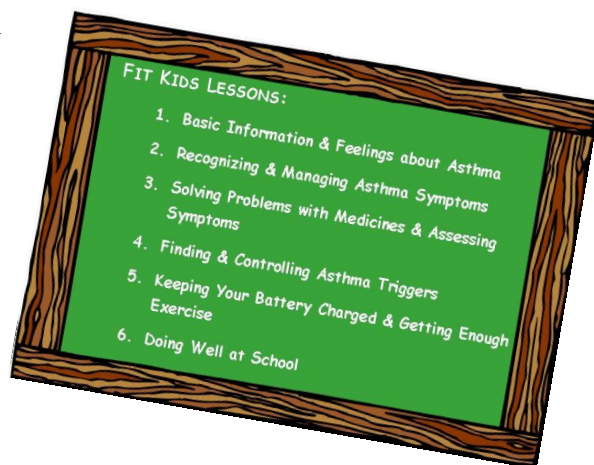 FIT KIDS LESSONS:
1. Basic Information & Feelings about Asthma
2. Recognizing & Managing Asthma Symptoms
3. Solving Problems with Medicines & Assessing
Symptoms
4. Finding & Controlling Asthma Triggers
5. Keeping Your Battery Charged & Getting Enough
Exercise
6. Doing Well at School